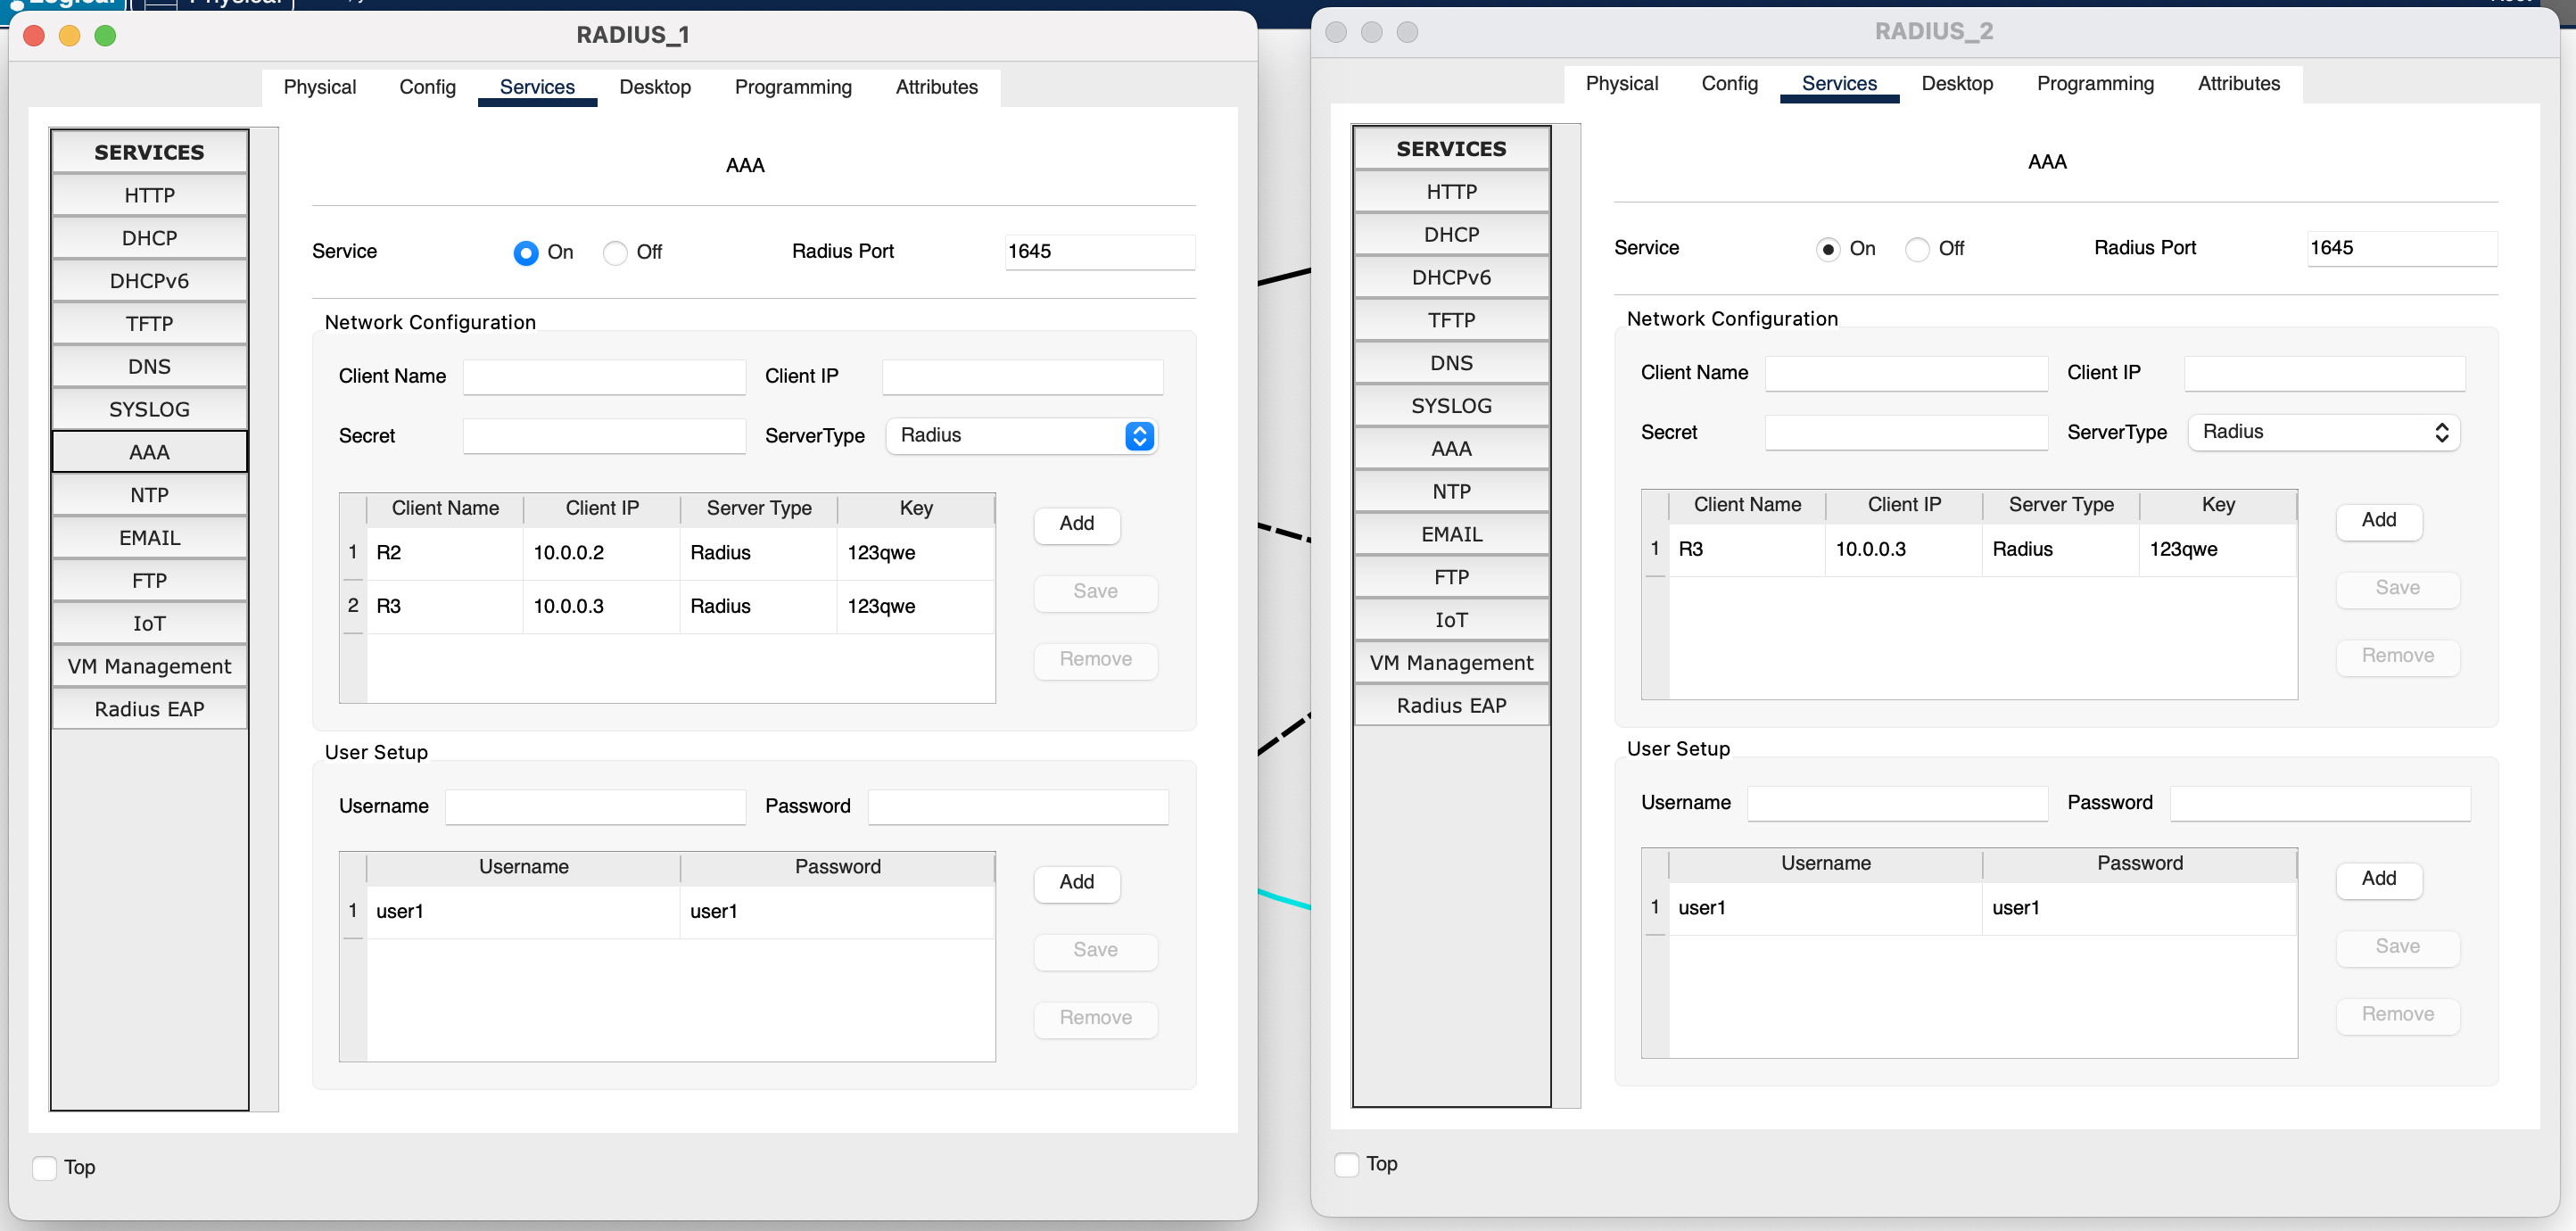 RADIUS_1
Physical Config Services Desktop Programming Attributes
SERVICES
HTTP
DHCP
DHCPv6
TFTP
DNS
SYSLOG
AAA
NTP
EMAIL
FTP
IoT
VM Management
Radius EAP
AAA
Service On Off Radius Port 1645
Network Configuration
Client Name Client IP
Secret ServerType Radius
Client Name Client IP Server Type Key
1 R2 10.0.0.2 Radius 123qwe
2 R3 10.0.0.3 Radius 123qwe
Add
Save
Remove
User Setup
Username Password
Username Password
1 user1 user1
Add
Save
Remove
Top
RADIUS_2
Physical Config Services Desktop Programming Attributes
SERVICES
HTTP
DHCP
DHCPv6
TFTP
DNS
SYSLOG
AAA
NTP
EMAIL
FTP
IoT
VM Management
Radius EAP
AAA
Service On Off Radius Port 1645
Network Configuration
Client Name Client IP
Secret ServerType Radius
Client Name Client IP Server Type Key
1 R3 10.0.0.3 Radius 123qwe
Add
Save
Remove
User Setup
Username Password
Username Password
1 user1 user1
Add
Save
Remove
Top